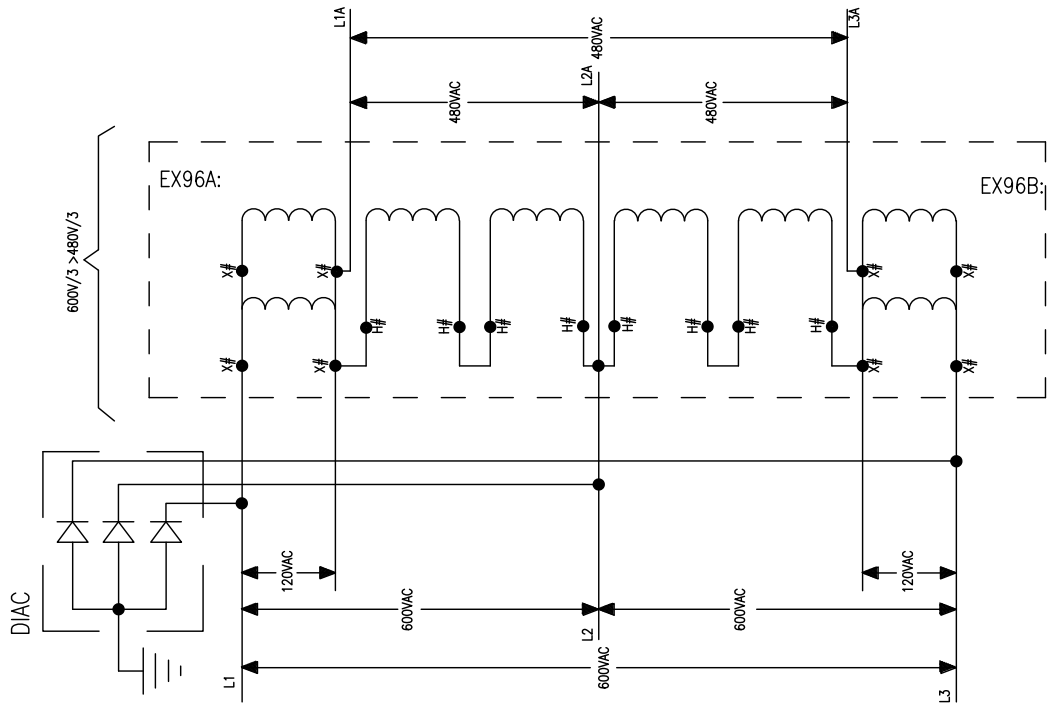 L1A
L3A
480VAC
L2A
480VAC
480VAC
EX96A:
EX96B:
600V/3 >480V/3
X#
X#
X#
X#
H#
H#
H#
H#
H#
H#
H#
H#
X#
X#
X#
X#
120VAC
120VAC
DIAC
600VAC
600VAC
L2
600VAC
L1
L3